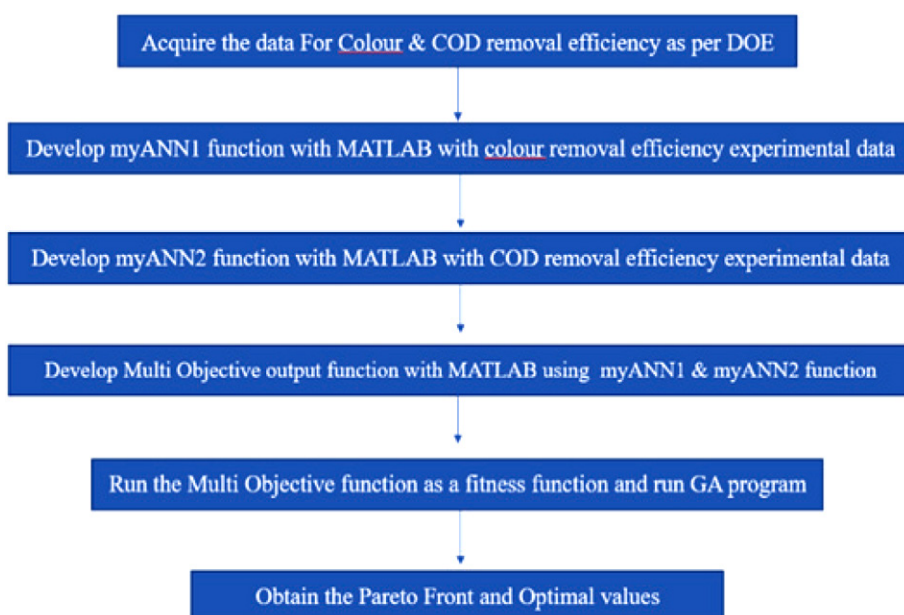 Acquire the data For Colour & COD removal efficiency as per DOE
Develop myANN1 function with MATLAB with colour removal efficiency experimental data
Develop myANN2 function with MATLAB with COD removal efficiency experimental data
Develop Multi Objective output function with MATLAB using myANN1 & myANN2 function
Run the Multi Objective function as a fitness function and run GA program
Obtain the Pareto Front and Optimal values